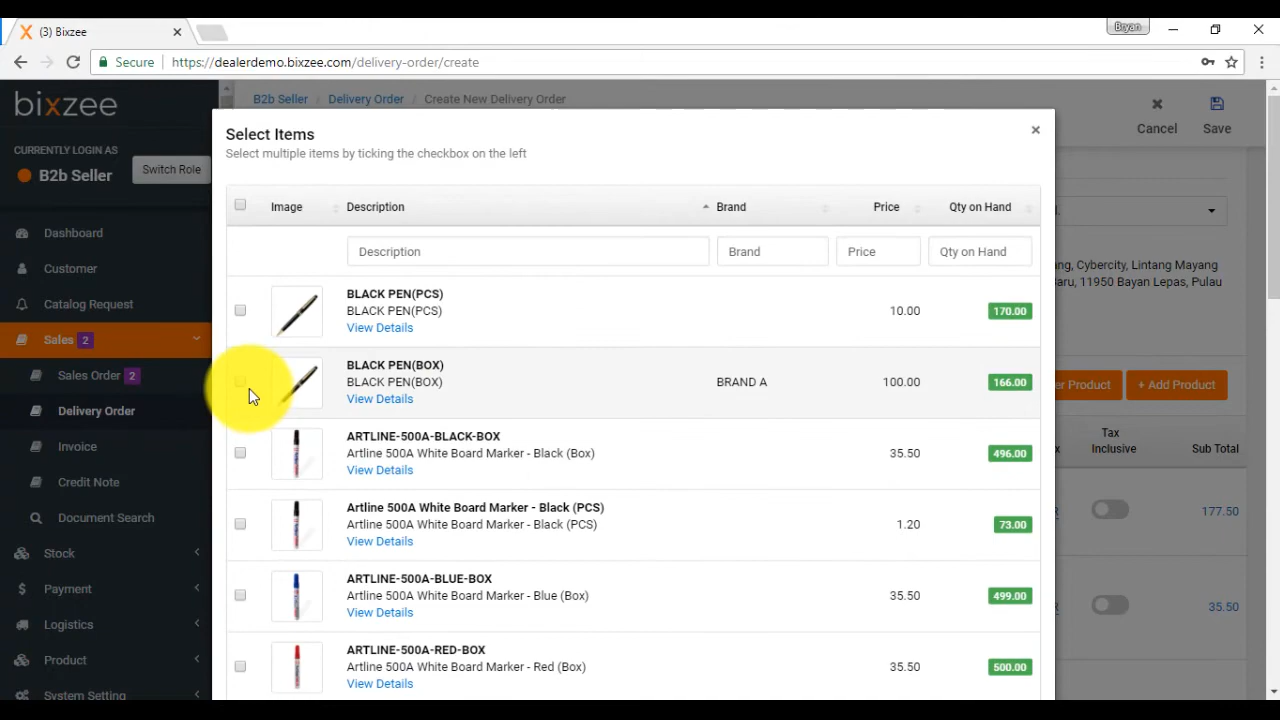 (3) Bixzee
Bryan
Secure
https://dealerdemo.bixzee.com/delivery-order/create
bixzee
CURRENTLY LOGIN AS
B2b Seller
Switch Role
Dashboard
Customer
Catalog Request
Sales 2
Sales Order 2
Delivery Order
Invoice
Credit Note
Document Search
Stock
Payment
Logistics
Product
System Setting
B2b Seller
Delivery Order
Create New Delivery Order
Cancel
Save
Select Items
Select multiple items by ticking the checkbox on the left
Image Description Brand Price Qty on Hand
Description Brand Price Qty on Hand
BLACK PEN(PCS)
BLACK PEN(PCS) 10.00 170.00
View Details
BLACK PEN(BOX)
BLACK PEN(BOX) BRAND A 100.00 166.00
View Details
ARTLINE-500A-BLACK-BOX
Artline 500A White Board Marker - Black (Box) 35.50 496.00
View Details
Artline 500A White Board Marker - Black (PCS)
Artline 500A White Board Marker - Black (PCS) 1.20 73.00
View Details
ARTLINE-500A-BLUE-BOX
Artline 500A White Board Marker - Blue (Box) 35.50 499.00
View Details
ARTLINE-500A-RED-BOX
Artline 500A White Board Marker - Red (Box) 35.50 500.00
View Details
ng, Cybercity, Lintang Mayang
Baru, 11950 Bayan Lepas, Pulau
er Product
+ Add Product
Tax
Inclusive
Sub Total
177.50
35.50